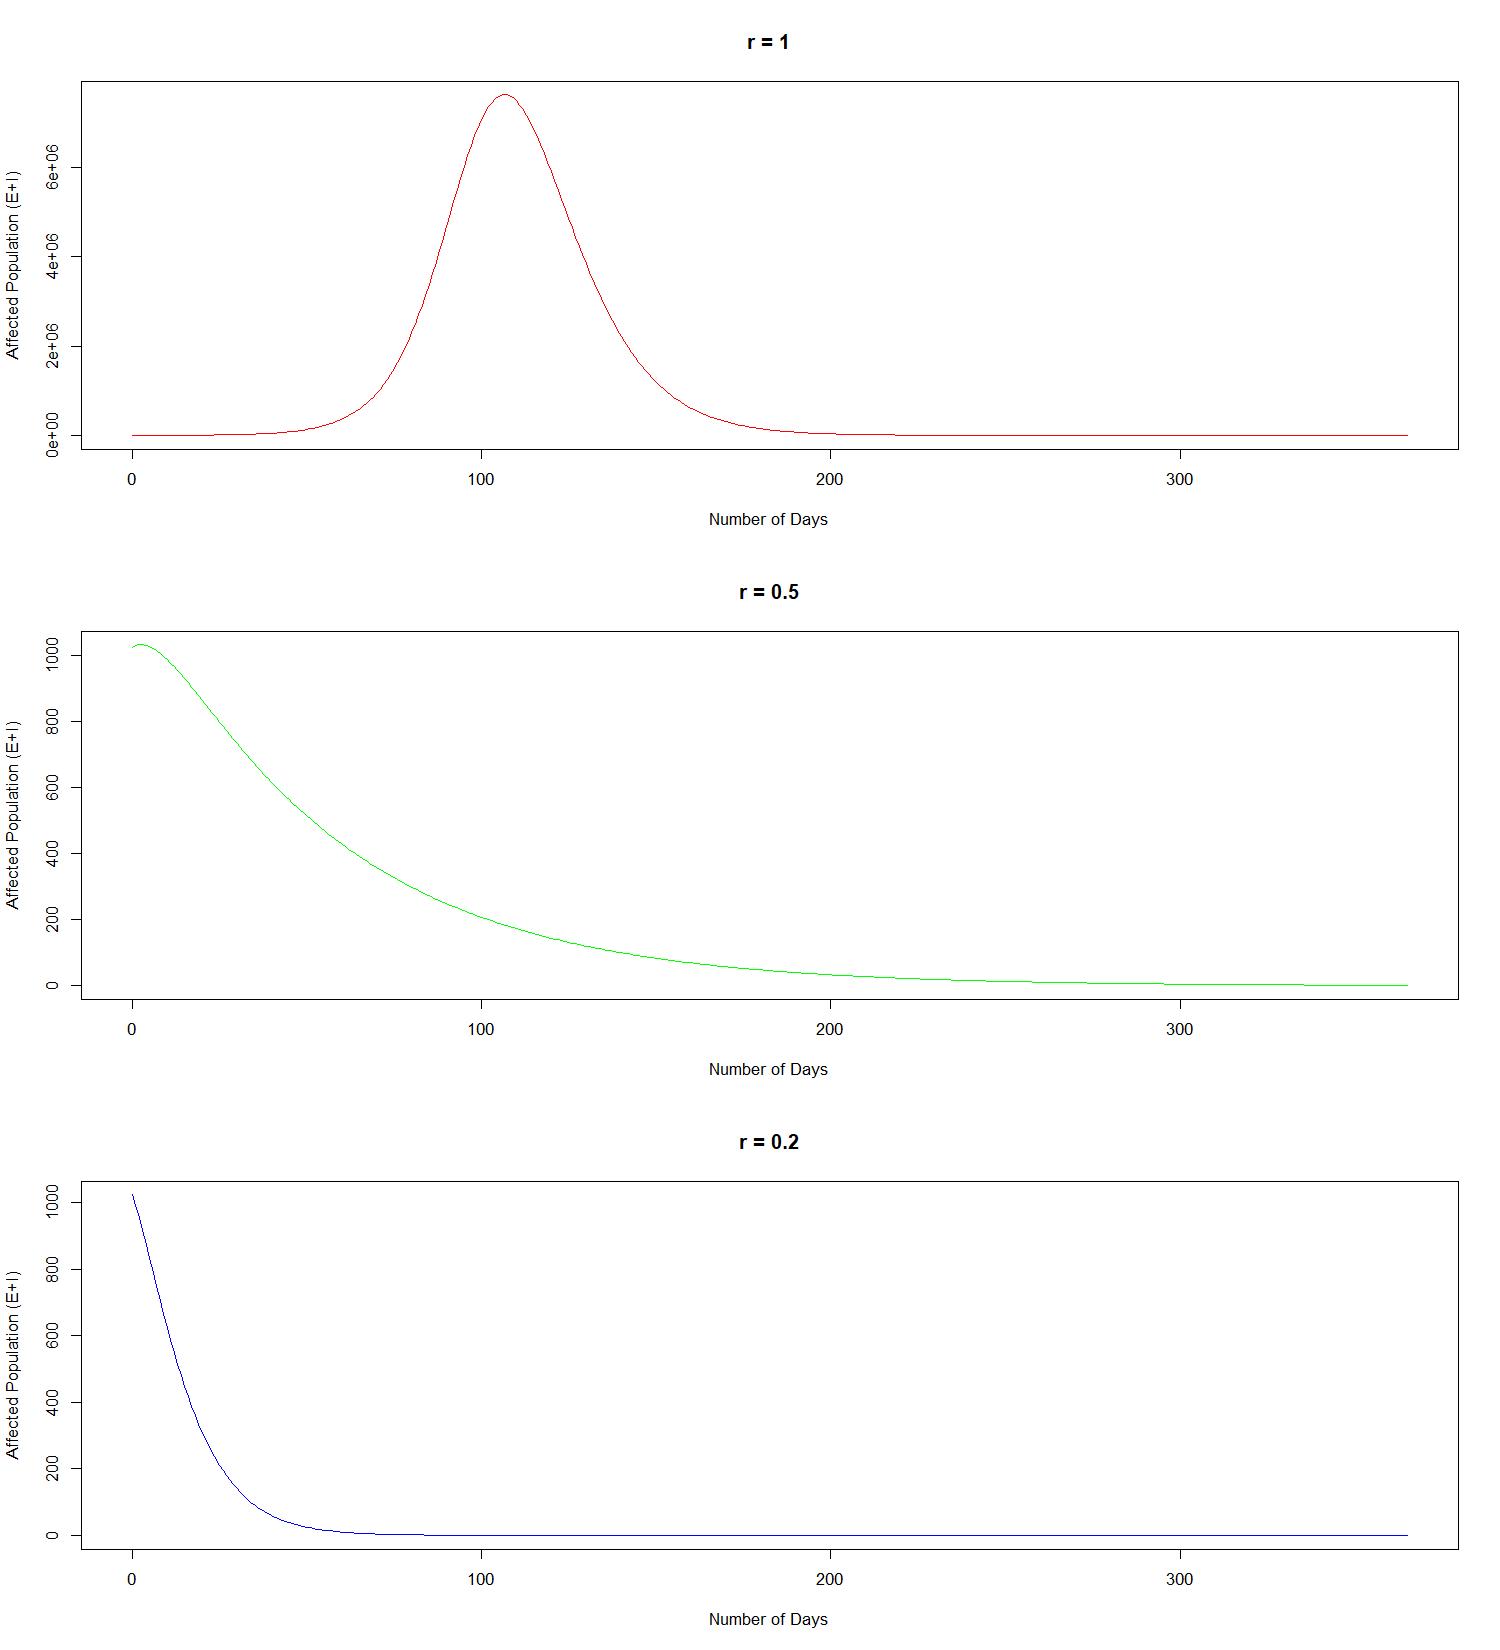 r = 1
Affected Population (E+I)
6e+06
4e+06
2e+06
0e+00
0 100 200 300
Number of Days
r = 0.5
Affected Population (E+I)
1000
800
600
400
200
0
0 100 200 300
Number of Days
r = 0.2
Affected Population (E+I)
1000
800
600
400
200
0
0 100 200 300
Number of Days